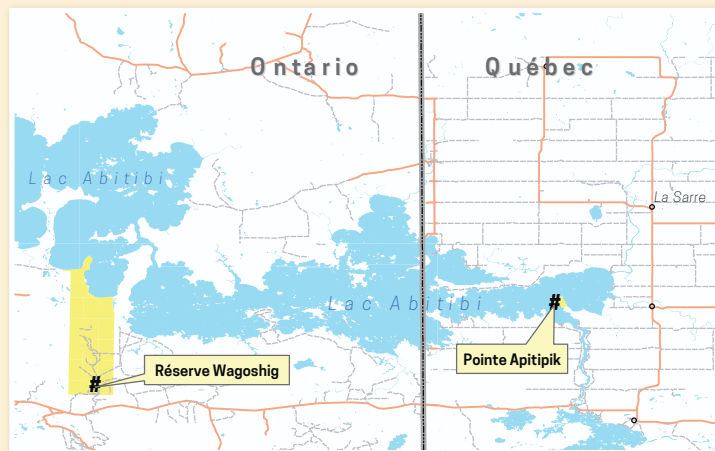 Ontario
Québec
Lac Abitibi
La Sarre
Lac Abitibi
#
Pointe Apitipik
Réserve Wagoshig
#